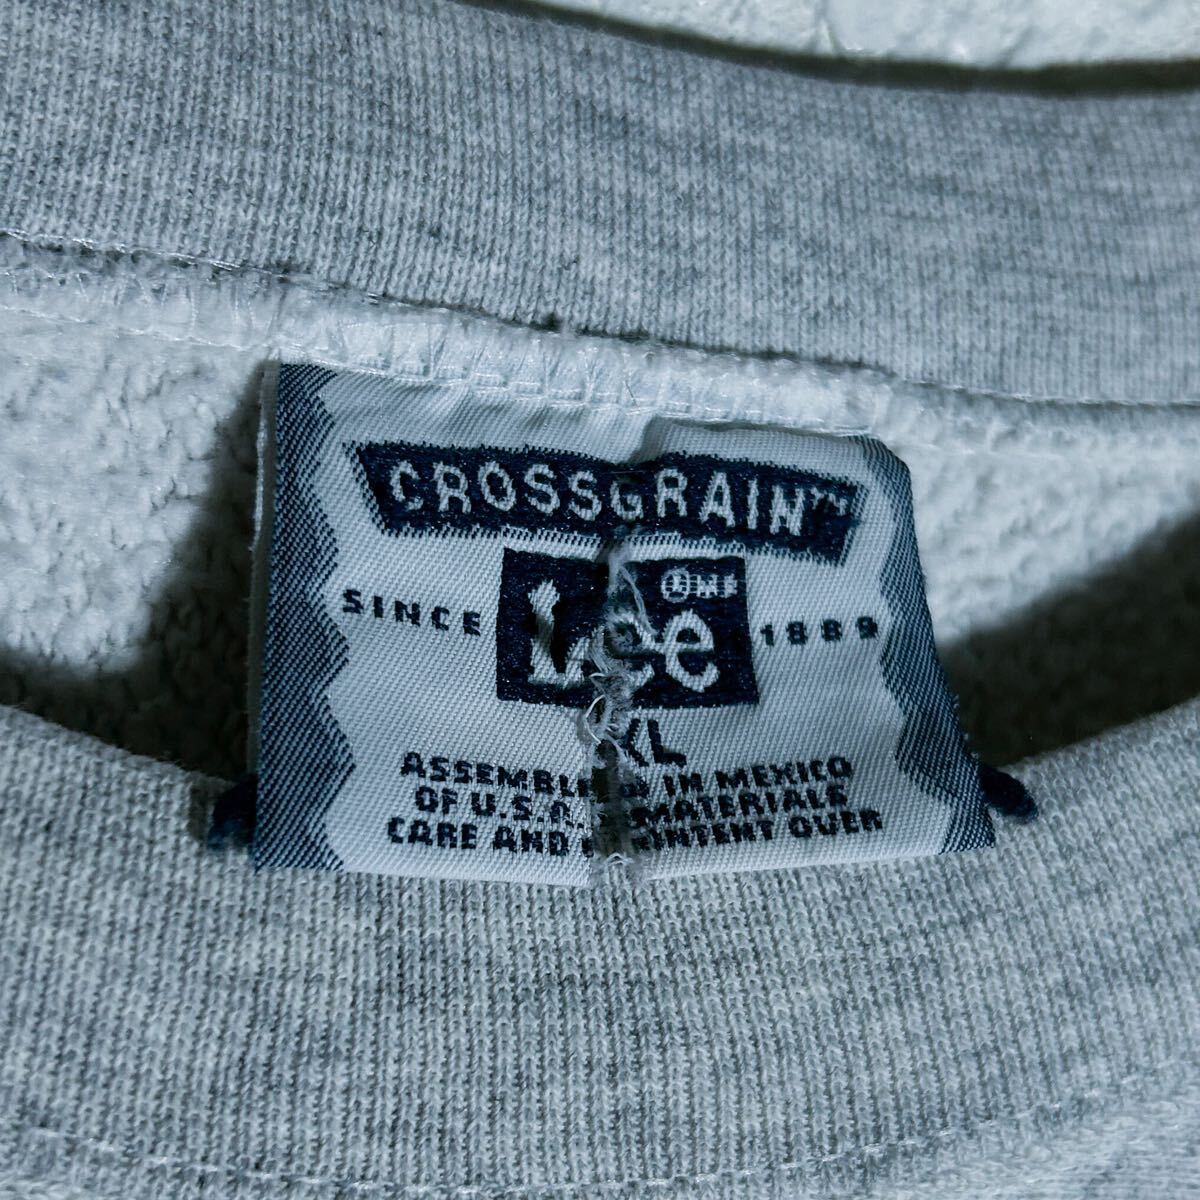 CROSSGRAIN™
SINCE Lee 1889
XL
ASSEMBLED IN MEXICO
OF U.S.A. MATERIALS
CARE AND CONTENT OVER